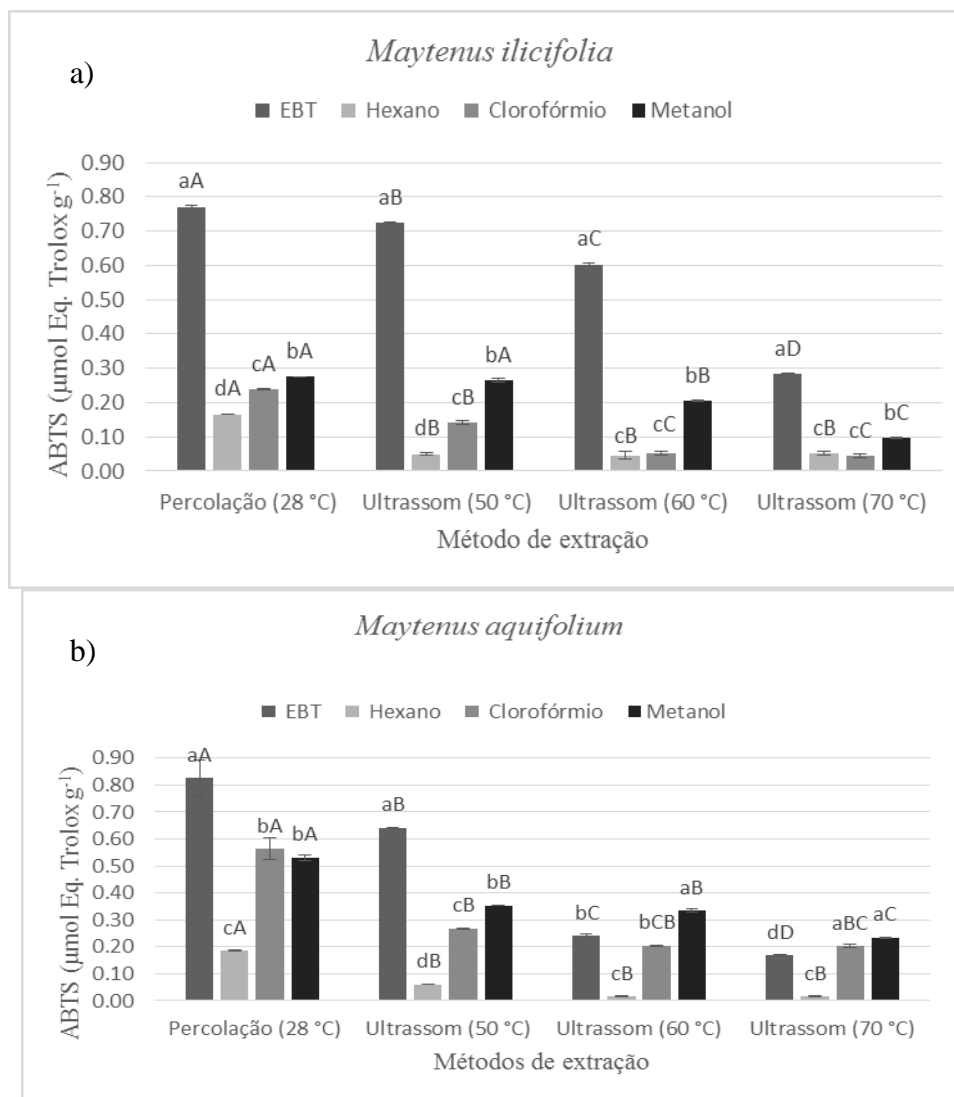 a)
Maytenus ilicifolia
EBT Hexano Clorofórmio Metanol
ABTS (µmol Eq. Trolox g-1)
0.90
0.80
0.70
0.60
0.50
0.40
0.30
0.20
0.10
0.00
aA dA cA bA
aB dB cB bA
aC cB cC bB
aD cB cC bC
Percolação (28 °C) Ultrassom (50 °C) Ultrassom (60 °C) Ultrassom (70 °C)
Método de extração
b)
Maytenus aquifolium
EBT Hexano Clorofórmio Metanol
ABTS (µmol Eq. Trolox g-1)
0.90
0.80
0.70
0.60
0.50
0.40
0.30
0.20
0.10
0.00
aA cA bA bA
aB dB cB bB
bC cB bCB aB
dD cB aBC aC
Percolação (28 °C) Ultrassom (50 °C) Ultrassom (60 °C) Ultrassom (70 °C)
Métodos de extração